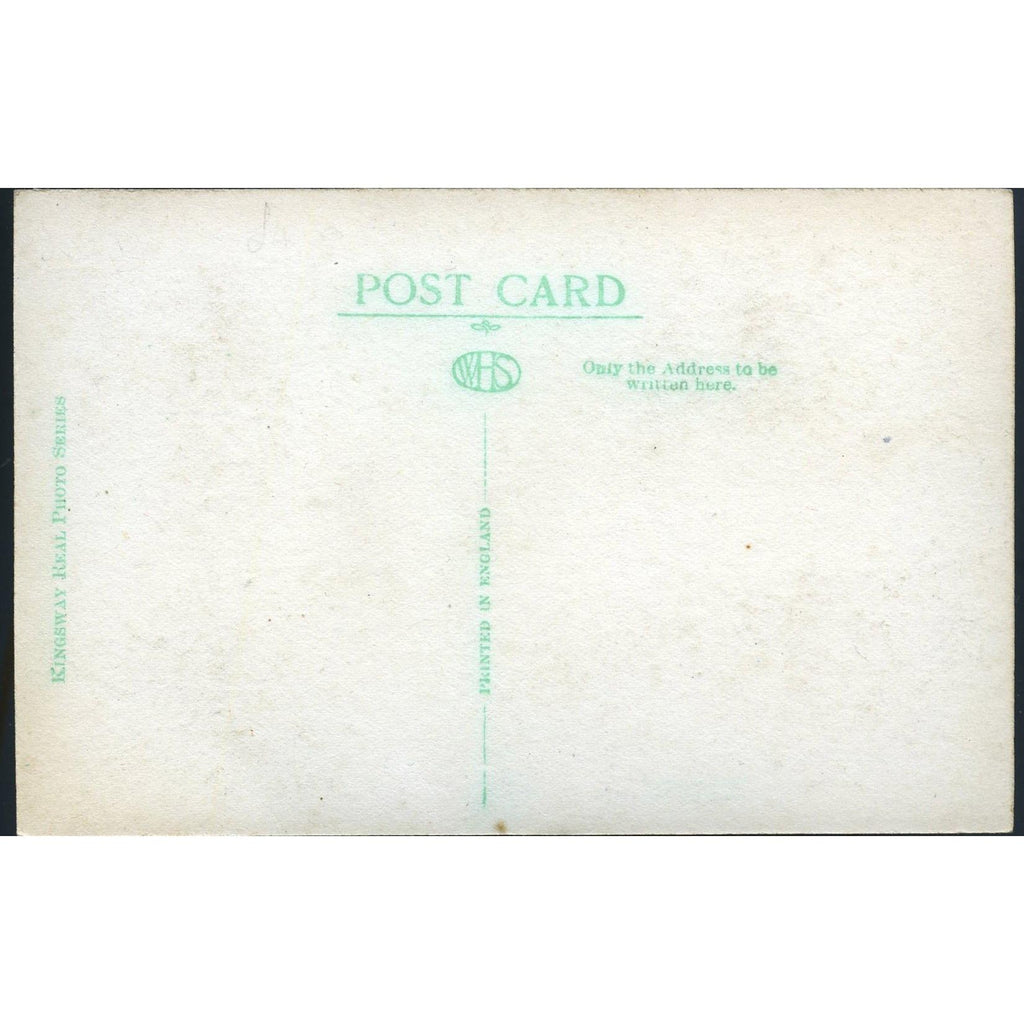 POST CARD
WHS
Only the Address to be
written here.
KINGSWAY REAL PHOTO SERIES
PRINTED IN ENGLAND